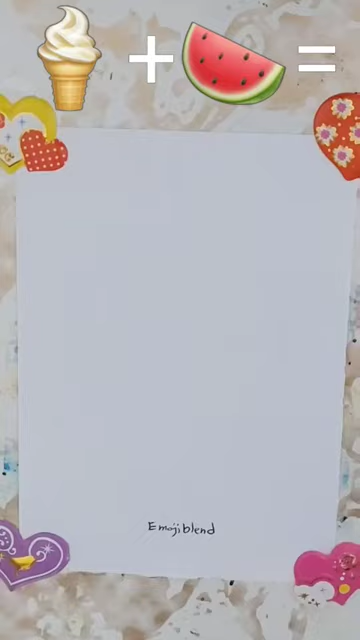 + =
Emojiblend